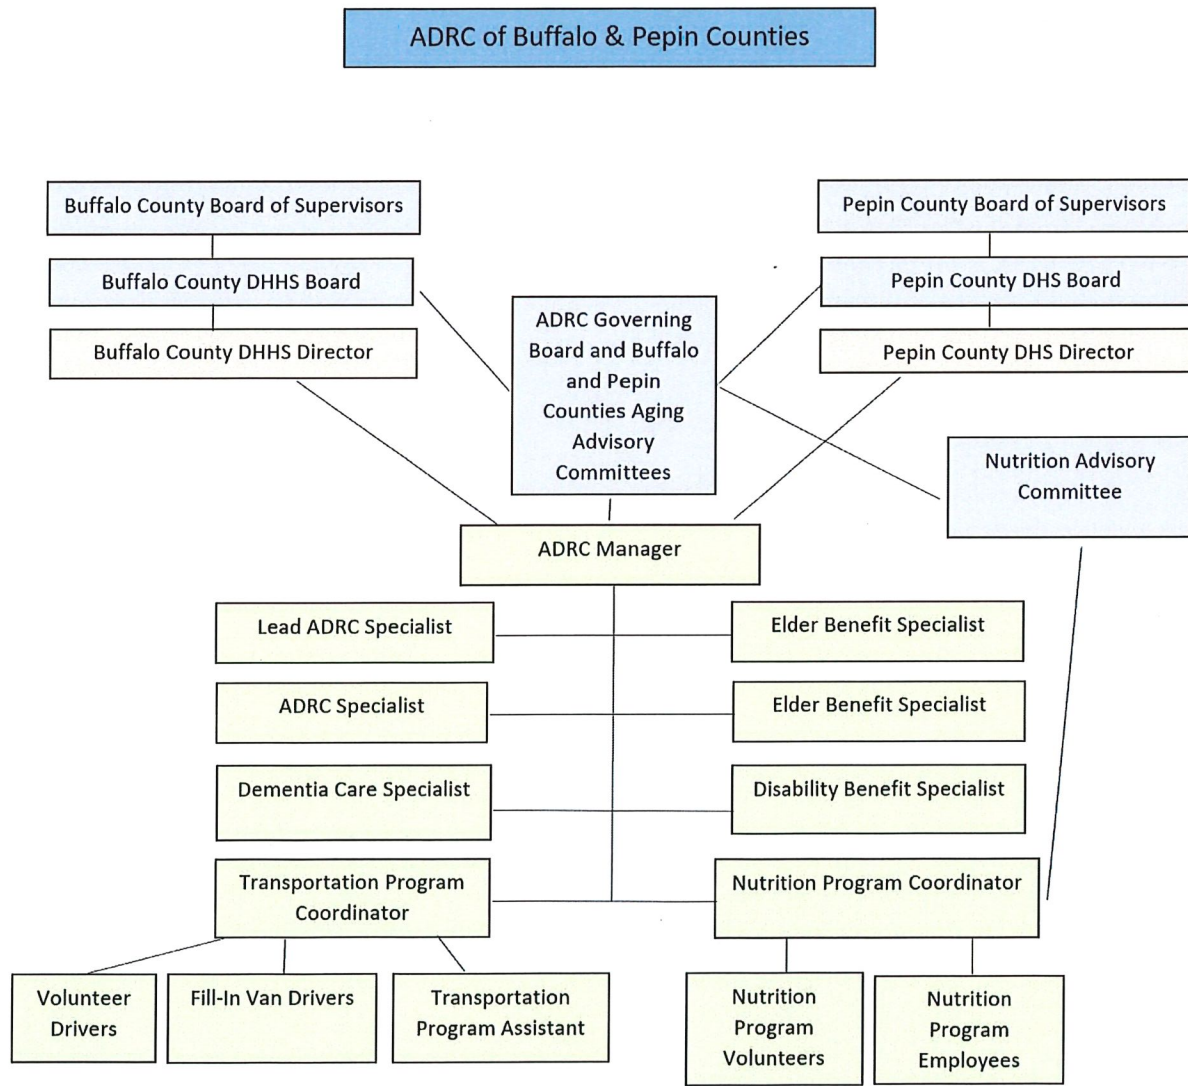 ADRC of Buffalo & Pepin Counties
Buffalo County Board of Supervisors
Pepin County Board of Supervisors
Buffalo County DHHS Board
Pepin County DHS Board
Buffalo County DHHS Director
Pepin County DHS Director
ADRC Governing
Board and Buffalo
and Pepin
Counties Aging
Advisory
Committees
Nutrition Advisory
Committee
ADRC Manager
Lead ADRC Specialist
Elder Benefit Specialist
ADRC Specialist
Elder Benefit Specialist
Dementia Care Specialist
Disability Benefit Specialist
Transportation Program
Coordinator
Nutrition Program Coordinator
Volunteer
Drivers
Fill-In Van Drivers
Transportation
Program Assistant
Nutrition
Program
Volunteers
Nutrition
Program
Employees